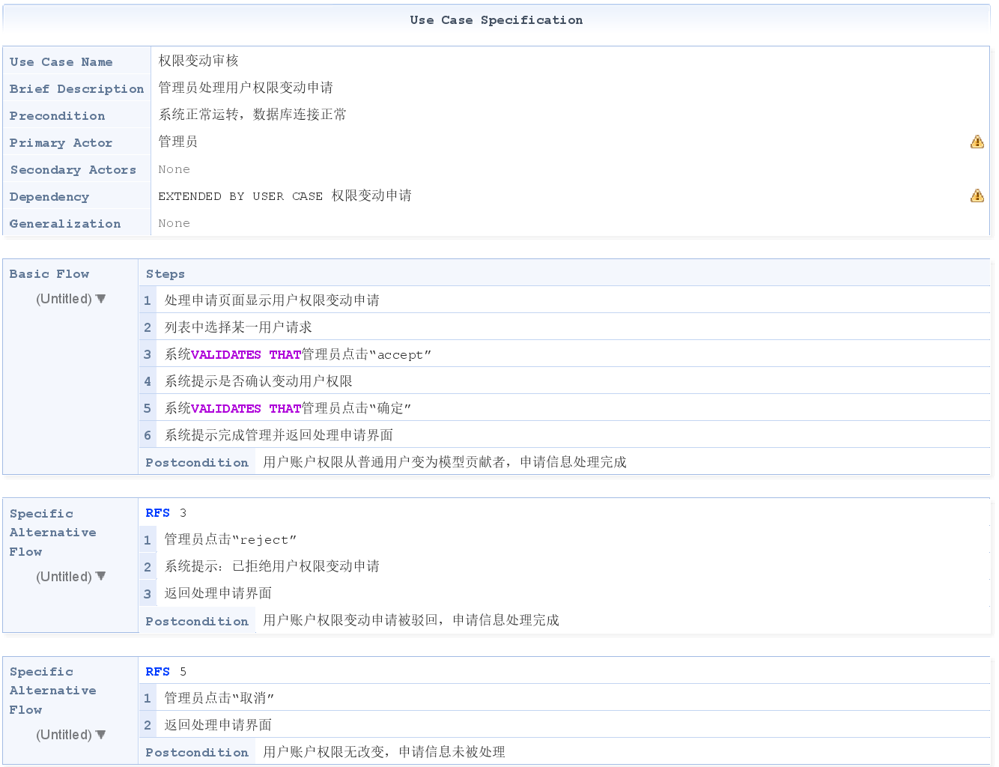 Use Case Specification
Use Case Name 权限变动审核
Brief Description 管理员处理用户权限变动申请
Precondition 系统正常运转，数据库连接正常
Primary Actor 管理员
Secondary Actors None
Dependency EXTENDED BY USER CASE 权限变动申请
Generalization None
Basic Flow Steps
(Untitled) ▼
1 处理申请页面显示用户权限变动申请
2 列表中选择某一用户请求
3 系统VALIDATES THAT管理员点击“accept”
4 系统提示是否确认变动用户权限
5 系统VALIDATES THAT管理员点击“确定”
6 系统提示完成管理并返回处理申请界面
Postcondition 用户账户权限从普通用户变为模型贡献者，申请信息处理完成
Specific
Alternative
Flow
(Untitled) ▼
RFS 3
1 管理员点击“reject”
2 系统提示：已拒绝用户权限变动申请
3 返回处理申请界面
Postcondition 用户账户权限变动申请被驳回，申请信息处理完成
Specific
Alternative
Flow
(Untitled) ▼
RFS 5
1 管理员点击“取消”
2 返回处理申请界面
Postcondition 用户账户权限无改变，申请信息未被处理